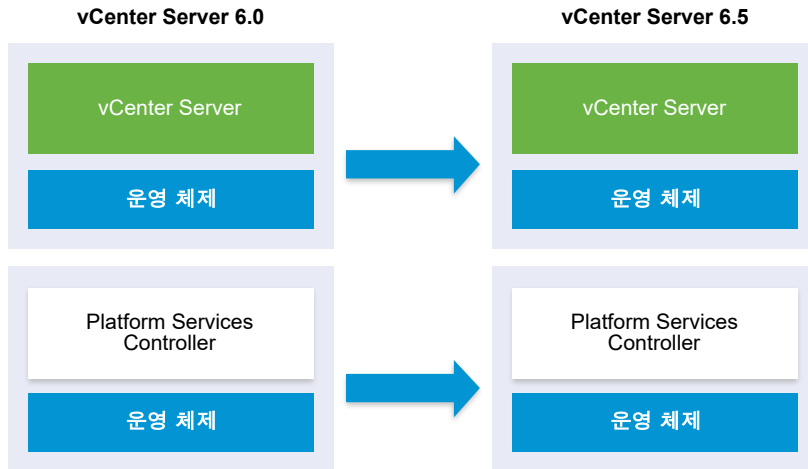 vCenter Server 6.0
vCenter Server 6.5
vCenter Server
vCenter Server
운영 체제
운영 체제
Platform Services
Controller
Platform Services
Controller
운영 체제
운영 체제